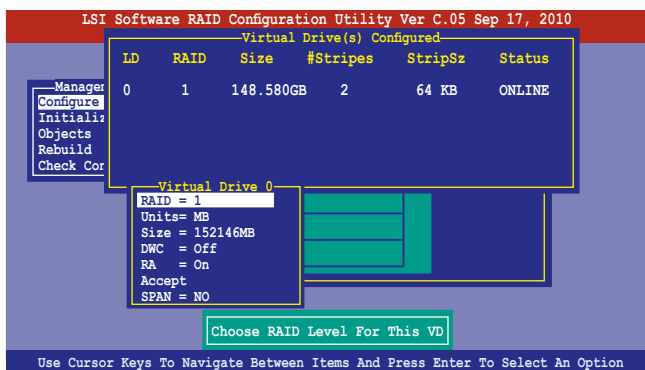 LSI Software RAID Configuration Utility Ver C.05 Sep 17, 2010
Virtual Drive(s) Configured
LD RAID Size #Stripes StripSz Status
0 1 148.580GB 2 64 KB ONLINE
Manager
Configure
Initializ
Objects
Rebuild
Check Con
Virtual Drive 0
RAID = 1
Units= MB
Size = 152146MB
DWC = Off
RA = On
Accept
SPAN = NO
Choose RAID Level For This VD
Use Cursor Keys To Navigate Between Items And Press Enter To Select An Option